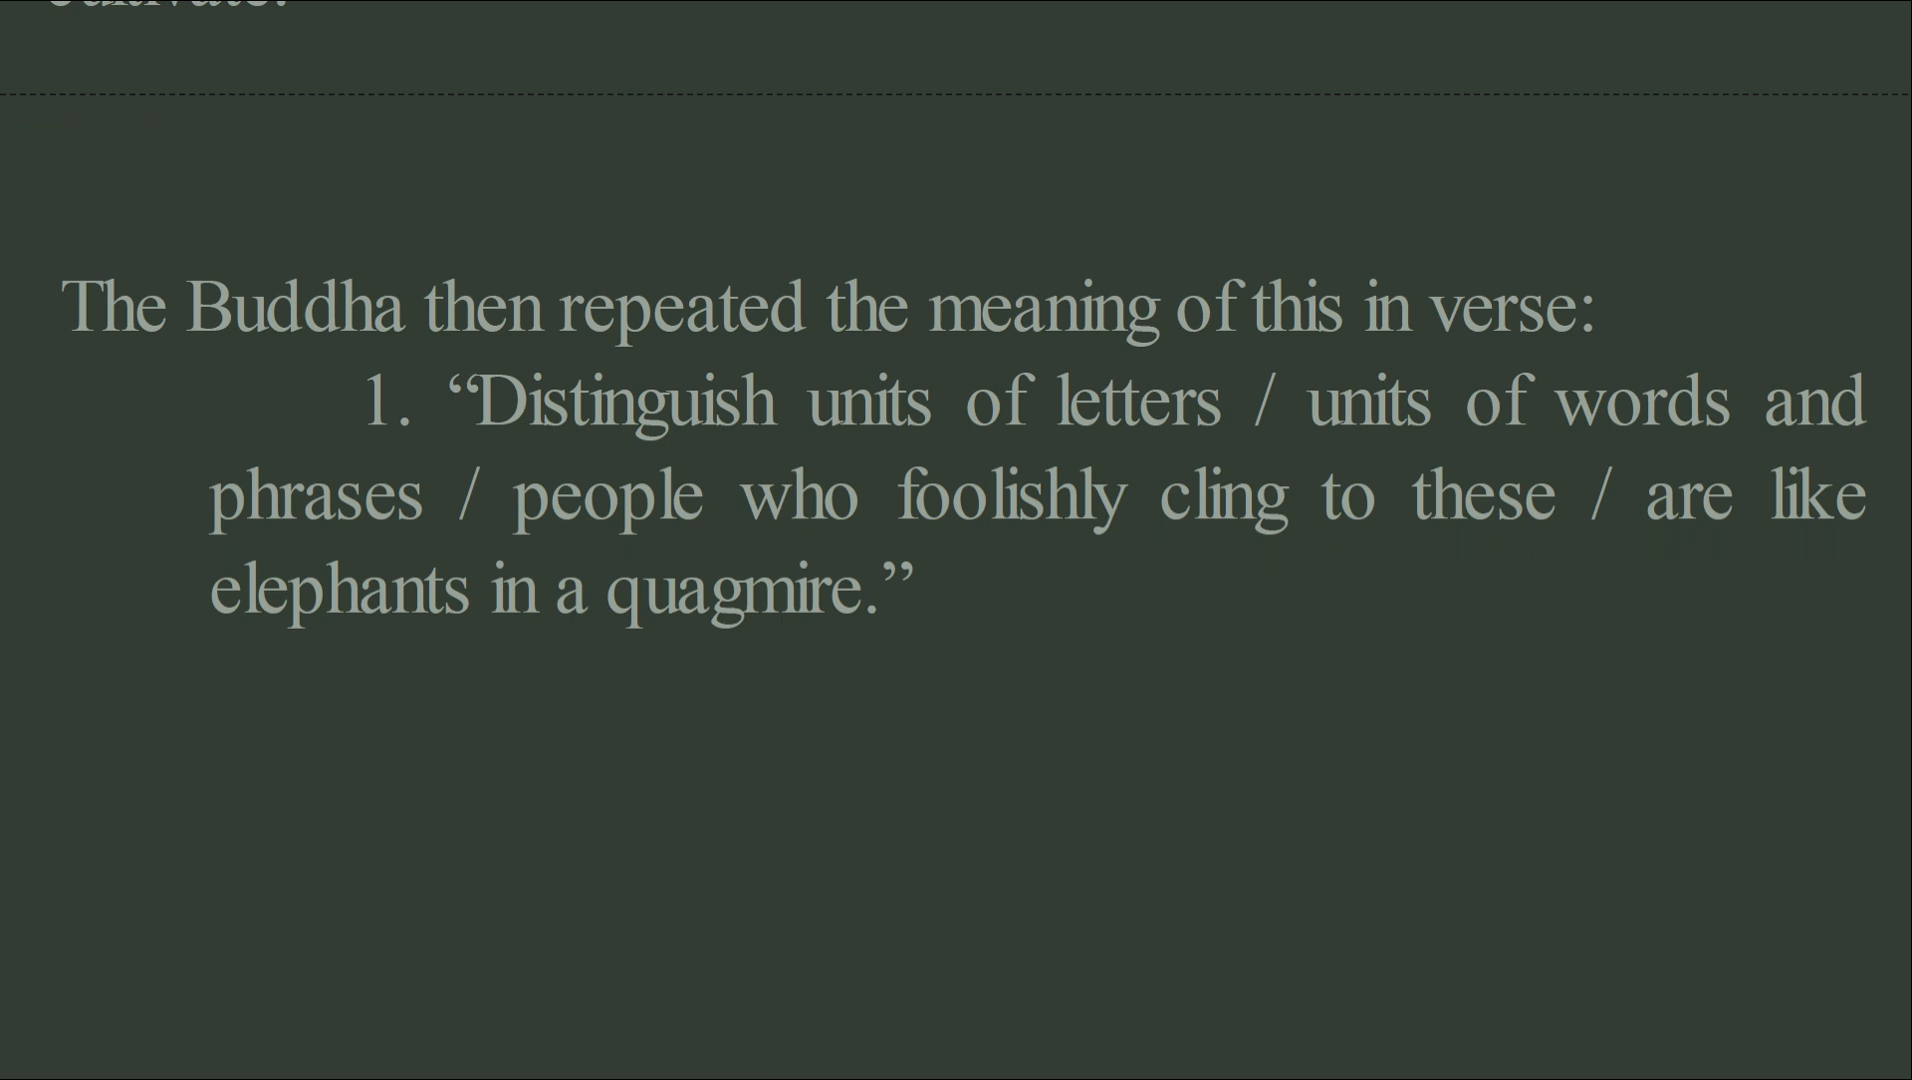 The Buddha then repeated the meaning of this in verse:
1. “Distinguish units of letters / units of words and
phrases / people who foolishly cling to these / are like
elephants in a quagmire.”